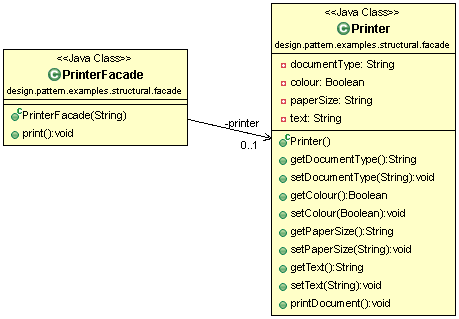 <<Java Class>>
PrinterFacade
design.pattern.examples.structural.facade
PrinterFacade(String)
print():void
-printer
0..1
<<Java Class>>
Printer
design.pattern.examples.structural.facade
documentType: String
colour: Boolean
paperSize: String
text: String
Printer()
getDocumentType():String
setDocumentType(String):void
getColour():Boolean
setColour(Boolean):void
getPaperSize():String
setPaperSize(String):void
getText():String
setText(String):void
printDocument():void